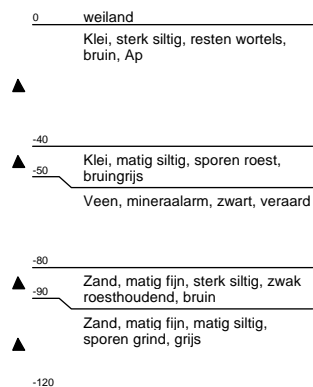 0 weiland
Klei, sterk siltig, resten wortels,
bruin, Ap
-40
Klei, matig siltig, sporen roest,
bruingrijs
-50
Veen, mineraalarm, zwart, veraard
-80
Zand, matig fijn, sterk siltig, zwak
roesthoudend, bruin
-90
Zand, matig fijn, matig siltig,
sporen grind, grijs
-120